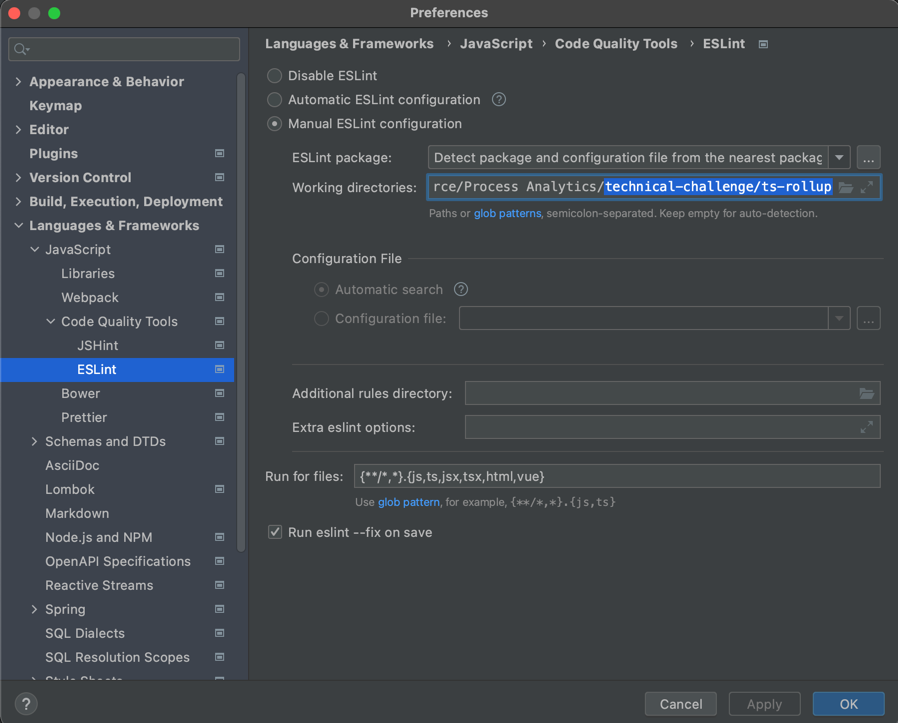 Preferences
Languages & Frameworks › JavaScript › Code Quality Tools › ESLint
Appearance & Behavior
Keymap
Editor
Plugins
Version Control
Build, Execution, Deployment
Languages & Frameworks
JavaScript
Libraries
Webpack
Code Quality Tools
JSHint
ESLint
Bower
Prettier
Schemas and DTDs
AsciiDoc
Lombok
Markdown
Node.js and NPM
OpenAPI Specifications
Reactive Streams
Spring
SQL Dialects
SQL Resolution Scopes
Style Sheets
Disable ESLint
Automatic ESLint configuration ?
Manual ESLint configuration
ESLint package: Detect package and configuration file from the nearest packag ...
Working directories: rce/Process Analytics/technical-challenge/ts-rollup
Paths or glob patterns, semicolon-separated. Keep empty for auto-detection.
Configuration File
Automatic search ?
Configuration file: ...
Additional rules directory:
Extra eslint options:
Run for files: {**/*,*}.{js,ts,jsx,tsx,html,vue}
Use glob pattern, for example, {**/*,*}.{js,ts}
Run eslint --fix on save
? Cancel Apply OK